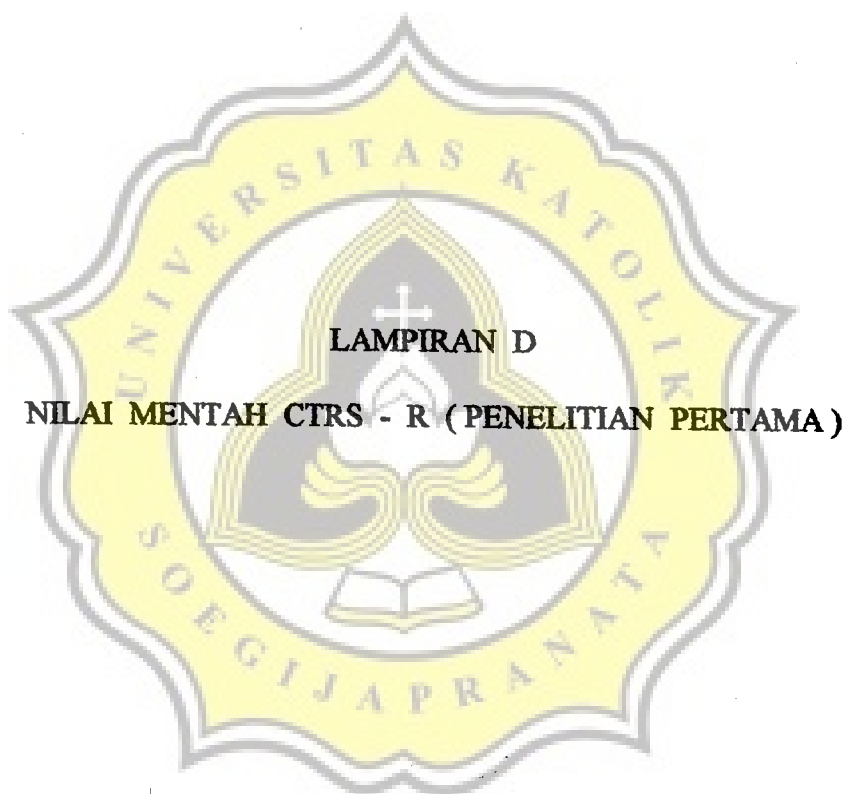 UNIVERSITAS KATOLIK
LAMPIRAN D
NILAI MENTAH CTRS - R ( PENELITIAN PERTAMA )
SOEGIJAPRANATA